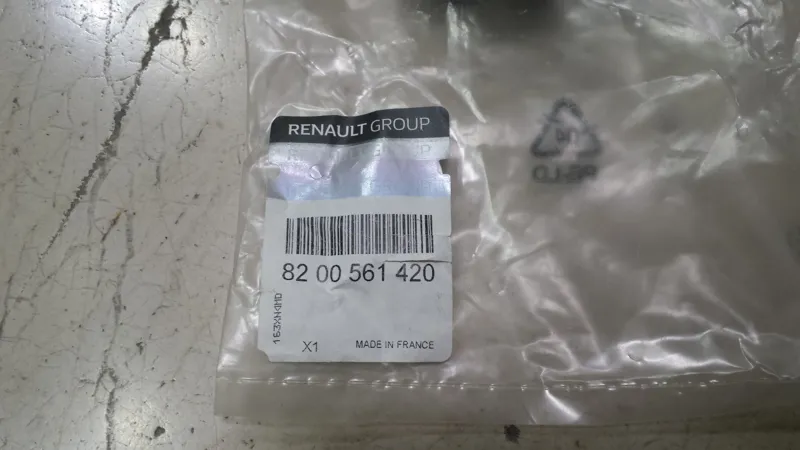 RENAULT GROUP
82 00 561 420
X1
MADE IN FRANCE